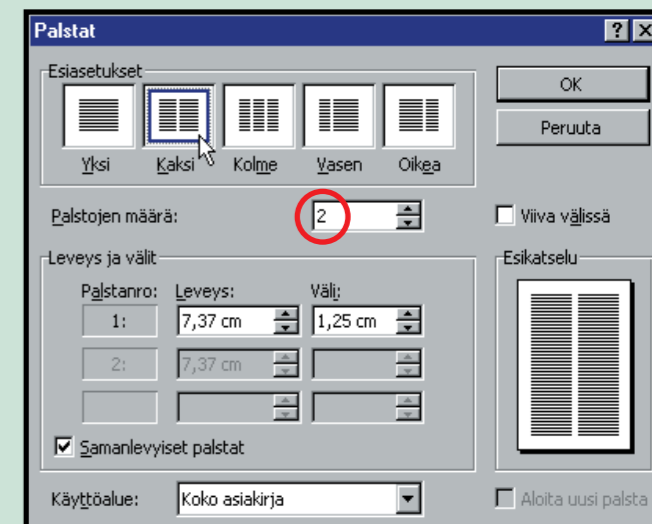 Palstat
Esiasetukset
OK
Peruuta
Yksi Kaksi Kolme Vasen Oikea
Palstojen määrä: 2
Viiva välissä
Leveys ja välit
Esikatselu
Palstanro: Leveys: Väli:
1: 7,37 cm 1,25 cm
2: 7,37 cm
Samanlevyiset palstat
Käyttöalue: Koko asiakirja
Aloita uusi palsta